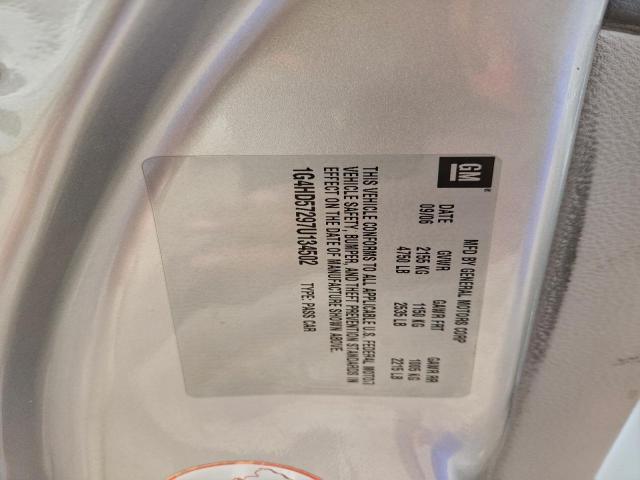 GM
MFD BY GENERAL MOTORS CORP
DATE GVWR GAWR FRT GAWR RR
09/06 2155 KG 1150 KG 1005 KG
4750 LB 2535 LB 2215 LB
THIS VEHICLE CONFORMS TO ALL APPLICABLE U.S. FEDERAL MOTOR
VEHICLE SAFETY, BUMPER, AND THEFT PREVENTION STANDARDS IN
EFFECT ON THE DATE OF MANUFACTURE SHOWN ABOVE.
1G4HD57297U134502 TYPE: PASS CAR